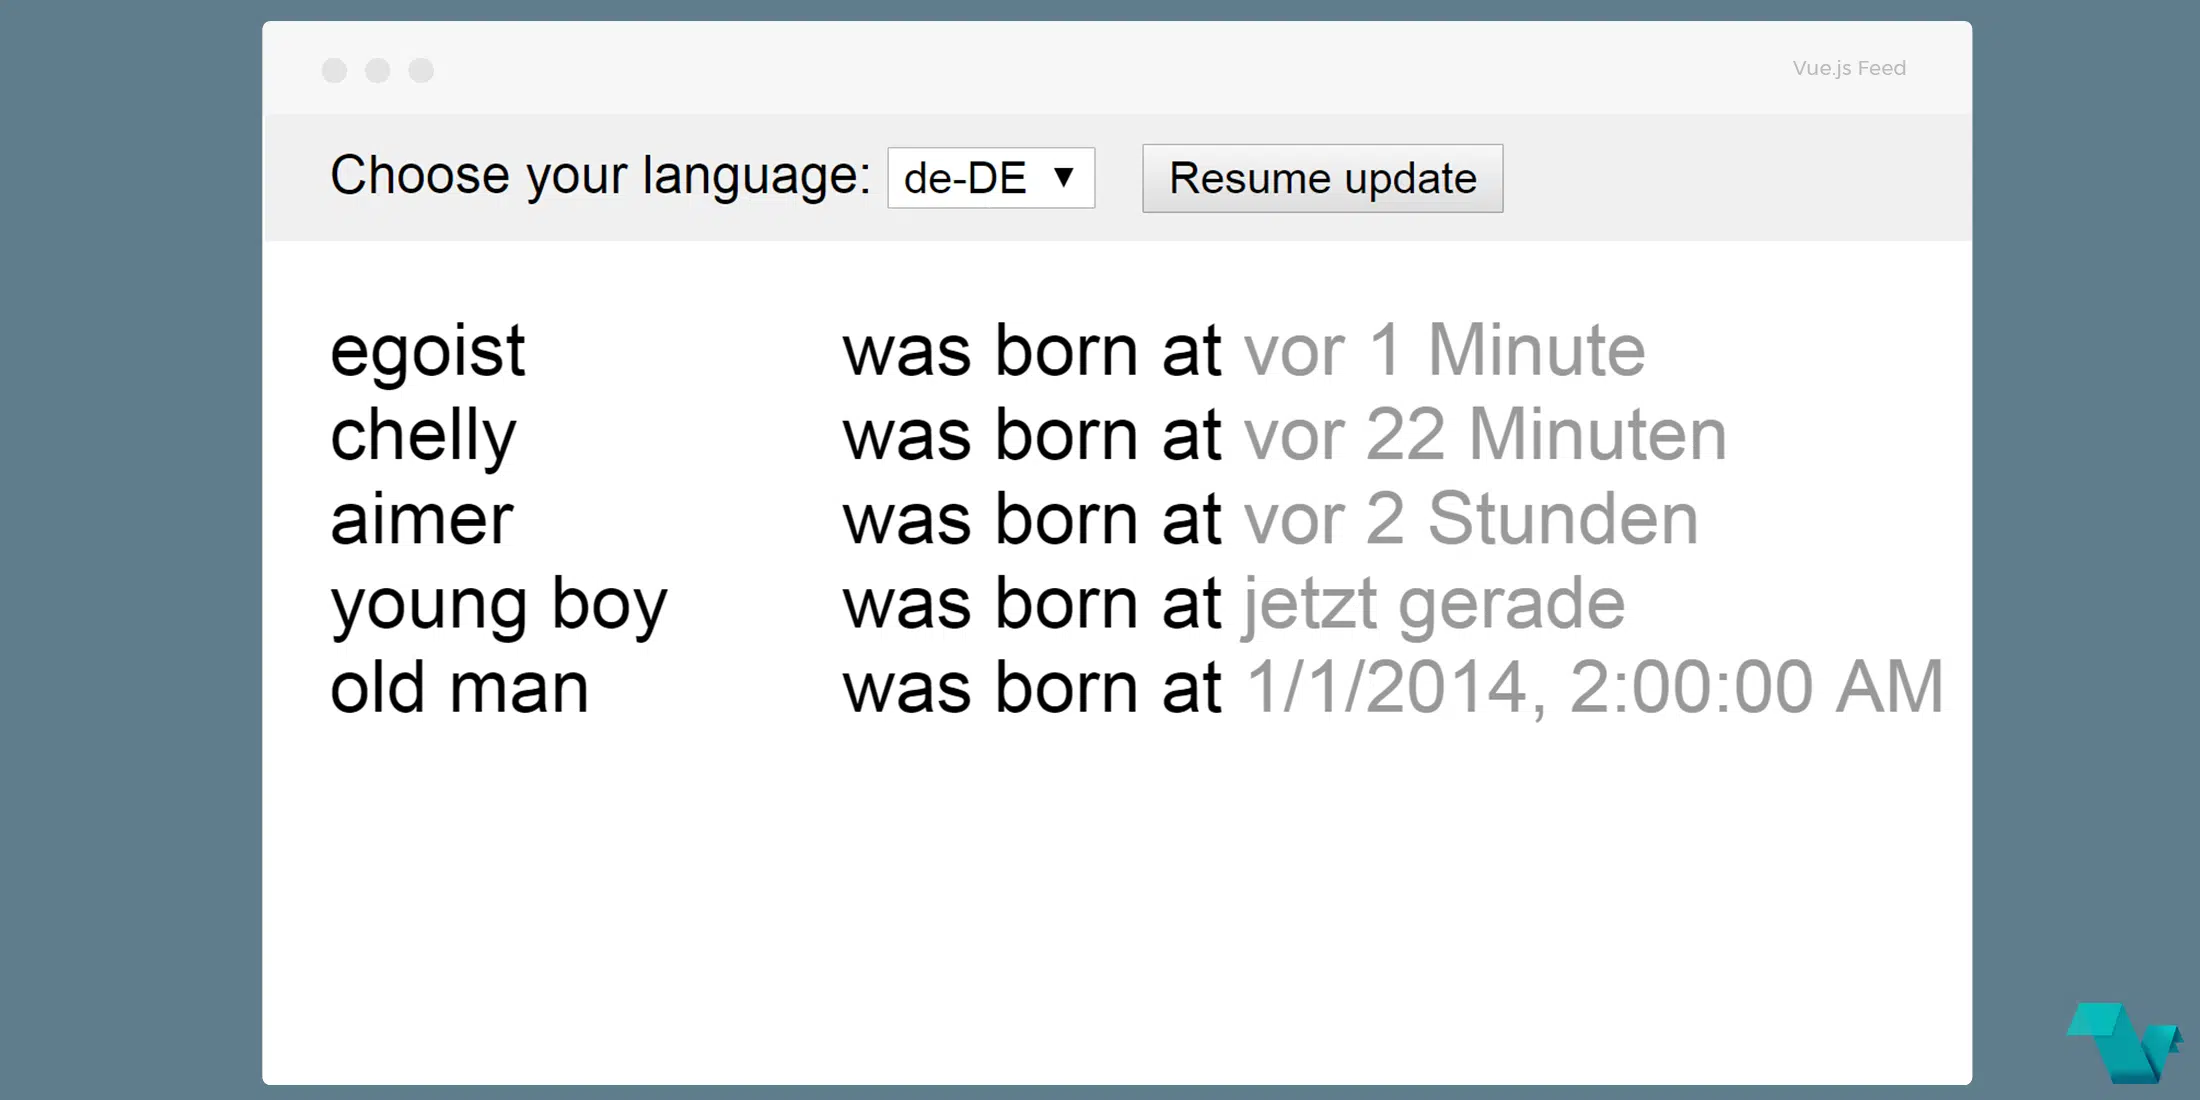 Vue.js Feed
Choose your language: de-DE ▼ Resume update
egoist was born at vor 1 Minute
chelly was born at vor 22 Minuten
aimer was born at vor 2 Stunden
young boy was born at jetzt gerade
old man was born at 1/1/2014, 2:00:00 AM